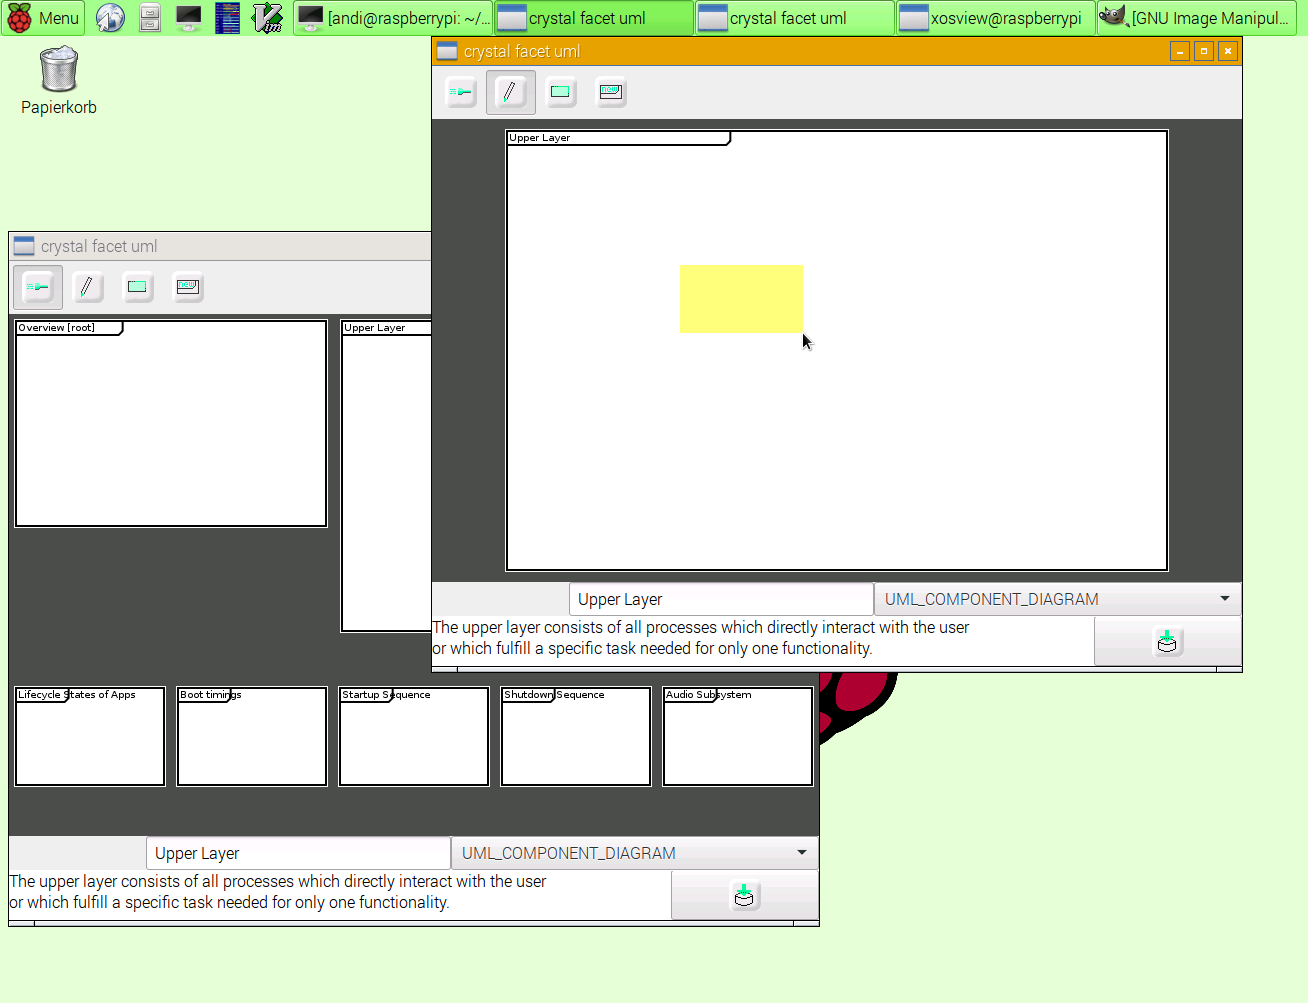 Menu
[andi@raspberrypi: ~/...
crystal facet uml
crystal facet uml
xosview@raspberrypi
[GNU Image Manipul...
Papierkorb
crystal facet uml
new
Upper Layer
Upper Layer
UML_COMPONENT_DIAGRAM
The upper layer consists of all processes which directly interact with the user
or which fulfill a specific task needed for only one functionality.
crystal facet uml
new
Overview [root]
Upper Layer
Lifecycle States of Apps
Boot timings
Startup Sequence
Shutdown Sequence
Audio Subsystem
Upper Layer
UML_COMPONENT_DIAGRAM
The upper layer consists of all processes which directly interact with the user
or which fulfill a specific task needed for only one functionality.